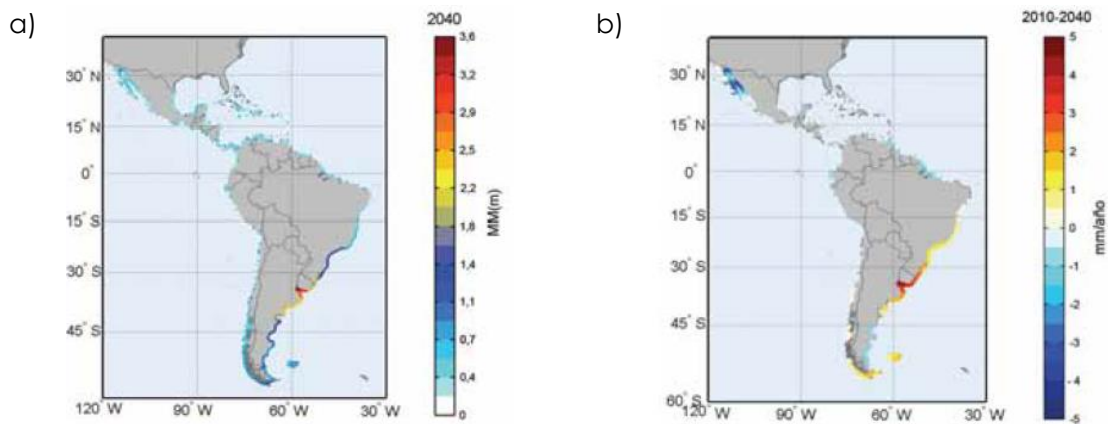 a)
2040
30° N
15° N
0°
15° S
30° S
45° S
120° W
90° W
60° W
30° W
3,6
3,2
2,9
2,5
2,2
1,8
1,4
1,1
0,7
0,4
0
MM(m)
b)
2010-2040
30° N
15° N
0°
15° S
30° S
45° S
60° S
120° W
90° W
60° W
30° W
5
4
3
2
1
0
-1
-2
-3
-4
-5
mm/año